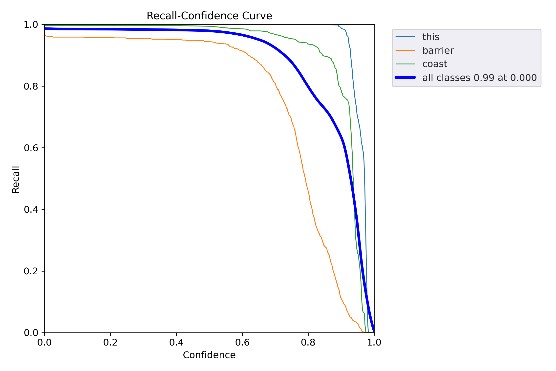 Recall-Confidence Curve
this
barrier
coast
all classes 0.99 at 0.000
Recall
1.0
0.8
0.6
0.4
0.2
0.0
0.0 0.2 0.4 0.6 0.8 1.0
Confidence